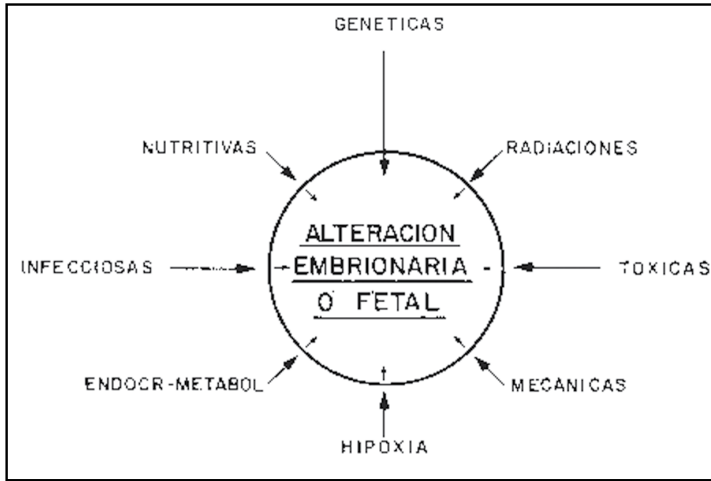 GENETICAS
NUTRITIVAS
RADIACIONES
ALTERACION
INFECCIOSAS
EMBRIONARIA
TOXICAS
O' FETAL
ENDOCR-METABOL
MECANICAS
HIPOXIA